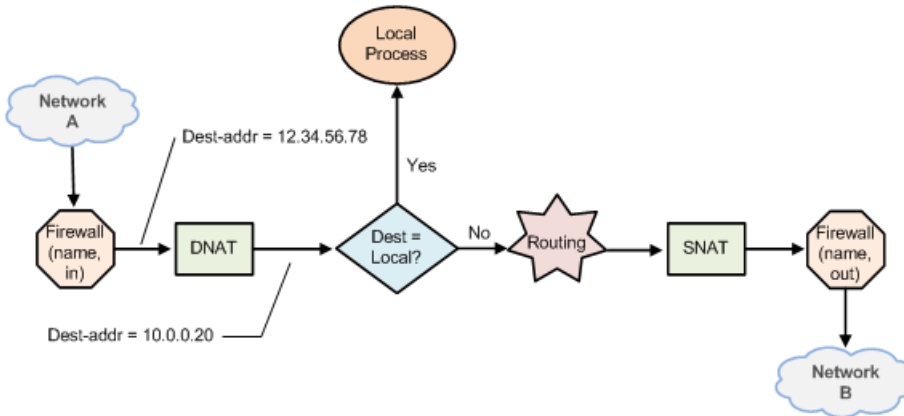 Local
Process
Network
A
Dest-addr = 12.34.56.78
Yes
Firewall
(name,
in)
DNAT
Dest =
Local?
No
Routing
SNAT
Firewall
(name,
out)
Dest-addr = 10.0.0.20
Network
B